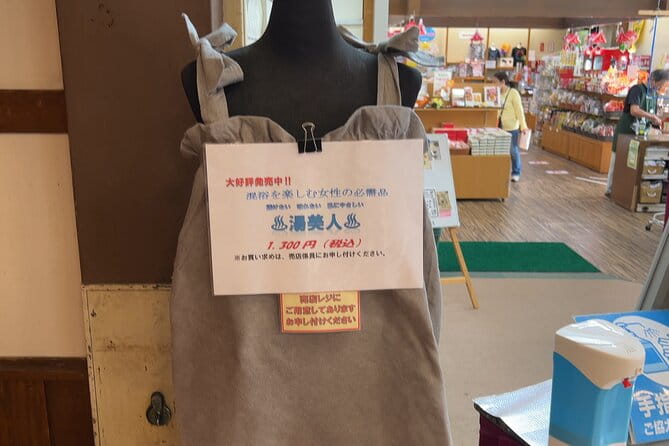 大好評発売中!!
混浴を楽しむ女性の必需品
♨湯美人♨
1,300円(税込)
※お買い求めは、売店係員にお申し付けください。
売店レジに
ご用意してあります
お申し付けください